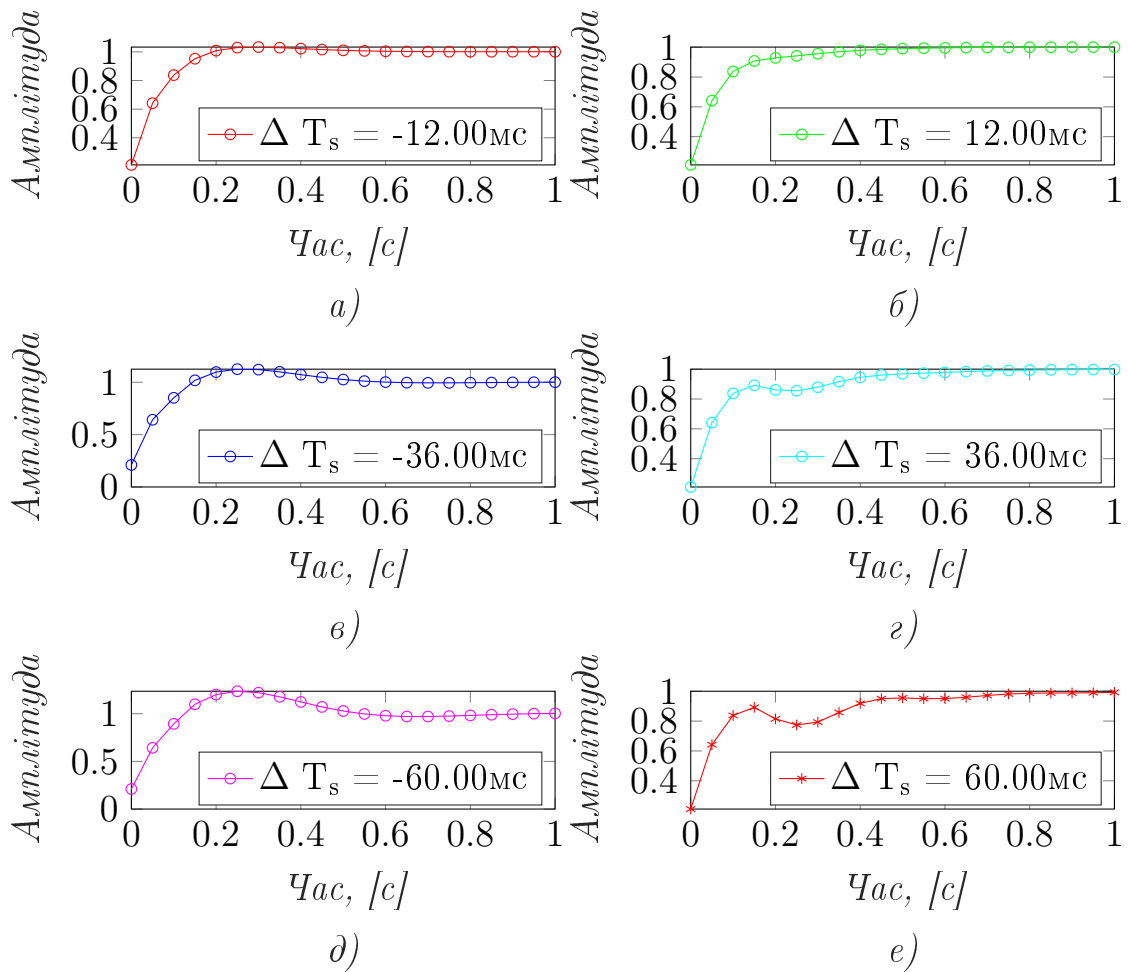 Амплітуда
1
0.8
0.6
0.4
Δ Tₛ = -12.00мс
0 0.2 0.4 0.6 0.8 1
Час, [с]
а)
Амплітуда
1
0.8
0.6
0.4
Δ Tₛ = 12.00мс
0 0.2 0.4 0.6 0.8 1
Час, [с]
б)
Амплітуда
1
0.5
0
Δ Tₛ = -36.00мс
0 0.2 0.4 0.6 0.8 1
Час, [с]
в)
Амплітуда
1
0.8
0.6
0.4
Δ Tₛ = 36.00мс
0 0.2 0.4 0.6 0.8 1
Час, [с]
г)
Амплітуда
1
0.5
0
Δ Tₛ = -60.00мс
0 0.2 0.4 0.6 0.8 1
Час, [с]
д)
Амплітуда
1
0.8
0.6
0.4
Δ Tₛ = 60.00мс
0 0.2 0.4 0.6 0.8 1
Час, [с]
е)